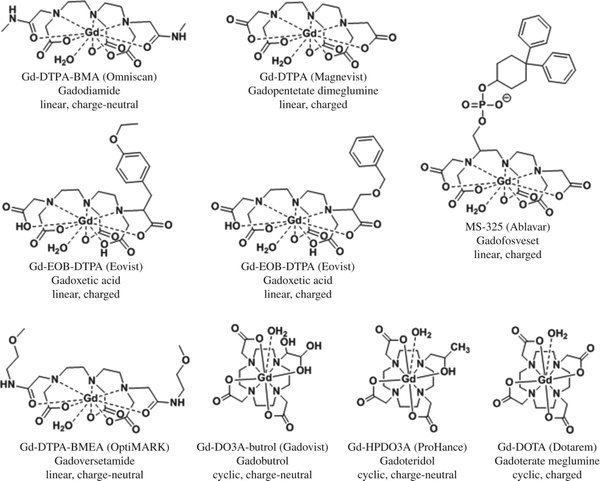 Gd-DTPA-BMA (Omniscan)
Gadodiamide
linear, charge-neutral
Gd-DTPA (Magnevist)
Gadopentetate dimeglumine
linear, charged
MS-325 (Ablavar)
Gadofosveset
linear, charged
Gd-EOB-DTPA (Eovist)
Gadoxetic acid
linear, charged
Gd-EOB-DTPA (Eovist)
Gadoxetic acid
linear, charged
Gd-DTPA-BMEA (OptiMARK)
Gadoversetamide
linear, charge-neutral
Gd-DO3A-butrol (Gadovist)
Gadobutrol
cyclic, charge-neutral
Gd-HPDO3A (ProHance)
Gadoteridol
cyclic, charge-neutral
Gd-DOTA (Dotarem)
Gadoterate meglumine
cyclic, charged